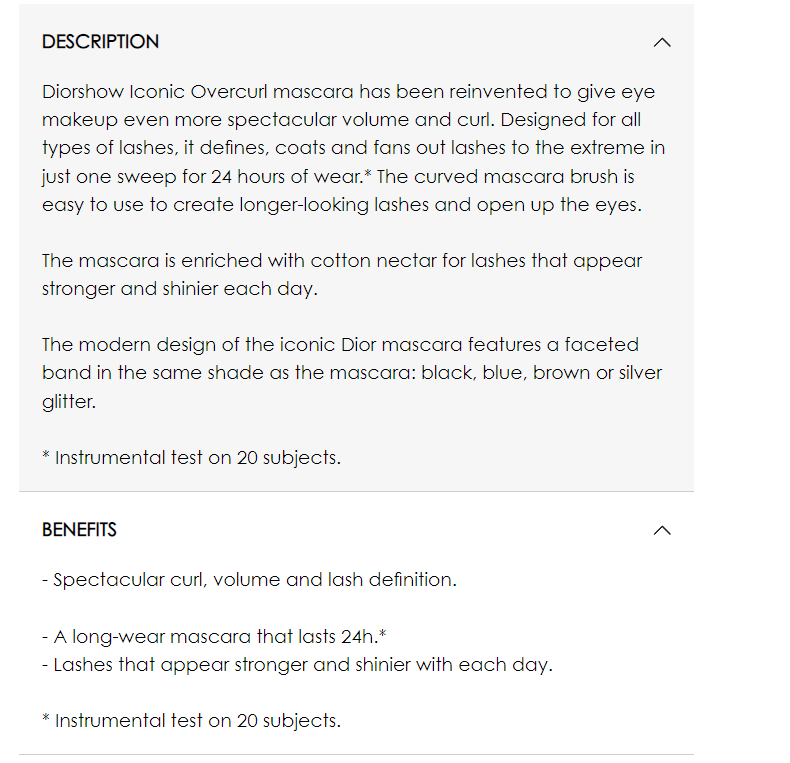 DESCRIPTION
Diorshow Iconic Overcurl mascara has been reinvented to give eye
makeup even more spectacular volume and curl. Designed for all
types of lashes, it defines, coats and fans out lashes to the extreme in
just one sweep for 24 hours of wear.* The curved mascara brush is
easy to use to create longer-looking lashes and open up the eyes.
The mascara is enriched with cotton nectar for lashes that appear
stronger and shinier each day.
The modern design of the iconic Dior mascara features a faceted
band in the same shade as the mascara: black, blue, brown or silver
glitter.
* Instrumental test on 20 subjects.
BENEFITS
- Spectacular curl, volume and lash definition.
- A long-wear mascara that lasts 24h.*
- Lashes that appear stronger and shinier with each day.
* Instrumental test on 20 subjects.